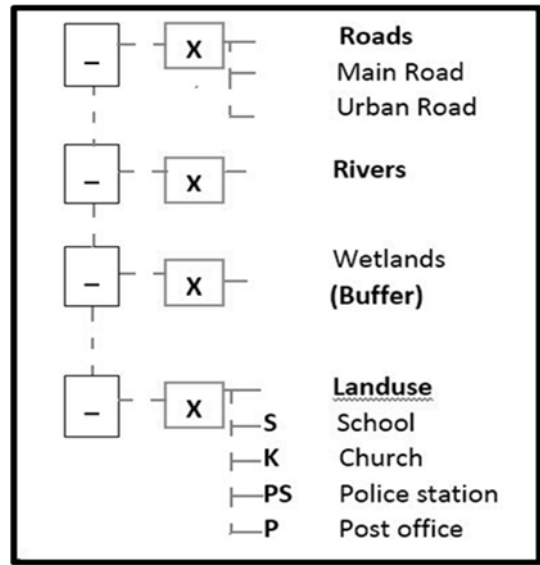 – X Roads
Main Road
Urban Road
– X Rivers
– X Wetlands
(Buffer)
– X Landuse
S School
K Church
PS Police station
P Post office